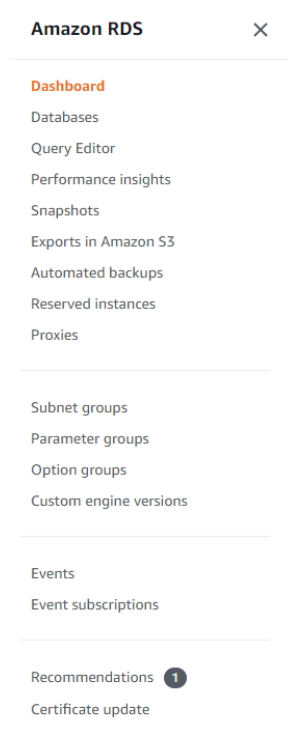 Amazon RDS
Dashboard
Databases
Query Editor
Performance insights
Snapshots
Exports in Amazon S3
Automated backups
Reserved instances
Proxies
Subnet groups
Parameter groups
Option groups
Custom engine versions
Events
Event subscriptions
Recommendations 1
Certificate update